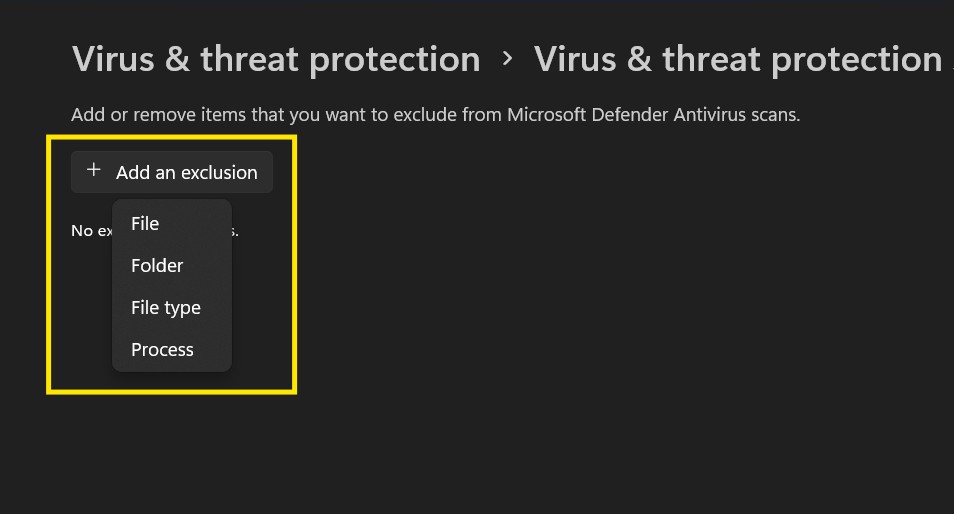 Virus & threat protection > Virus & threat protection
Add or remove items that you want to exclude from Microsoft Defender Antivirus scans.
+ Add an exclusion
No
File
Folder
File type
Process